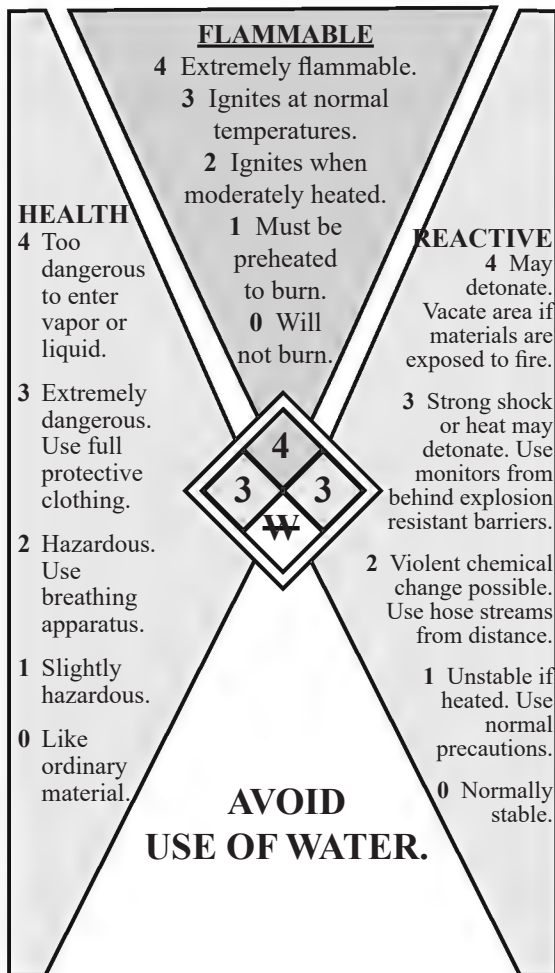 FLAMMABLE
4 Extremely flammable.
3 Ignites at normal
temperatures.
2 Ignites when
moderately heated.
1 Must be
preheated
to burn.
0 Will
not burn.
HEALTH
4 Too
dangerous
to enter
vapor or
liquid.
3 Extremely
dangerous.
Use full
protective
clothing.
2 Hazardous.
Use
breathing
apparatus.
1 Slightly
hazardous.
0 Like
ordinary
material.
REACTIVE
4 May
detonate.
Vacate area if
materials are
exposed to fire.
3 Strong shock
or heat may
detonate. Use
monitors from
behind explosion
resistant barriers.
2 Violent chemical
change possible.
Use hose streams
from distance.
1 Unstable if
heated. Use
normal
precautions.
0 Normally
stable.
4
3 3
W
AVOID
USE OF WATER.